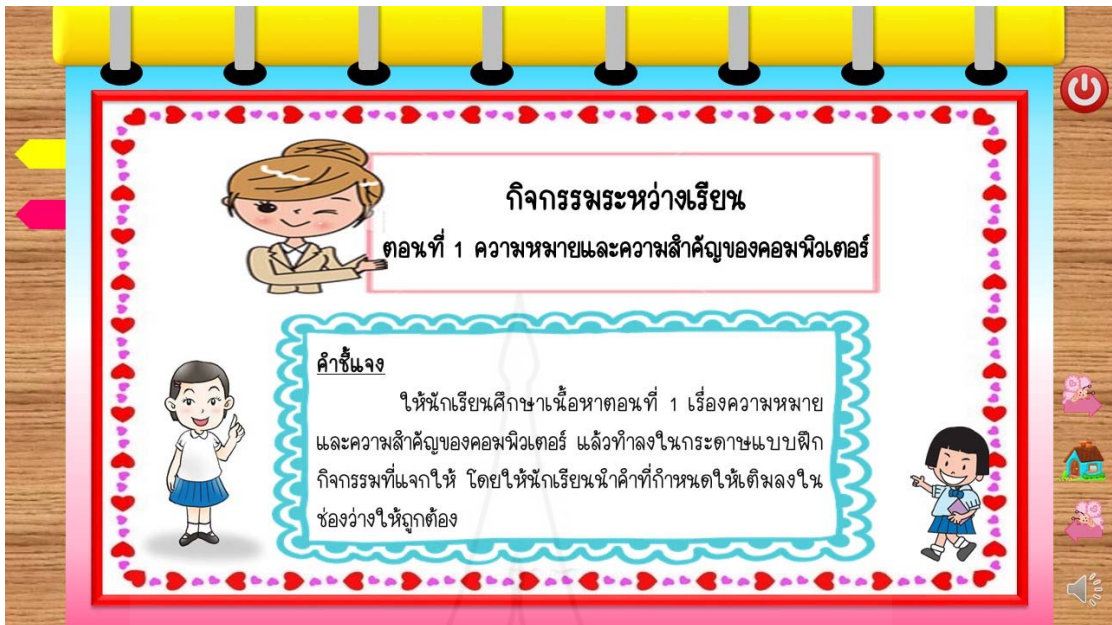 กิจกรรมระหว่างเรียน
ตอนที่ 1 ความหมายและความสำคัญของคอมพิวเตอร์
คำชี้แจง
ให้นักเรียนศึกษาเนื้อหาตอนที่ 1 เรื่องความหมาย
และความสำคัญของคอมพิวเตอร์ แล้วทำลงในกระดาษแบบฝึก
กิจกรรมที่แจกให้ โดยให้นักเรียนนำคำที่กำหนดให้เติมลงใน
ช่องว่างให้ถูกต้อง